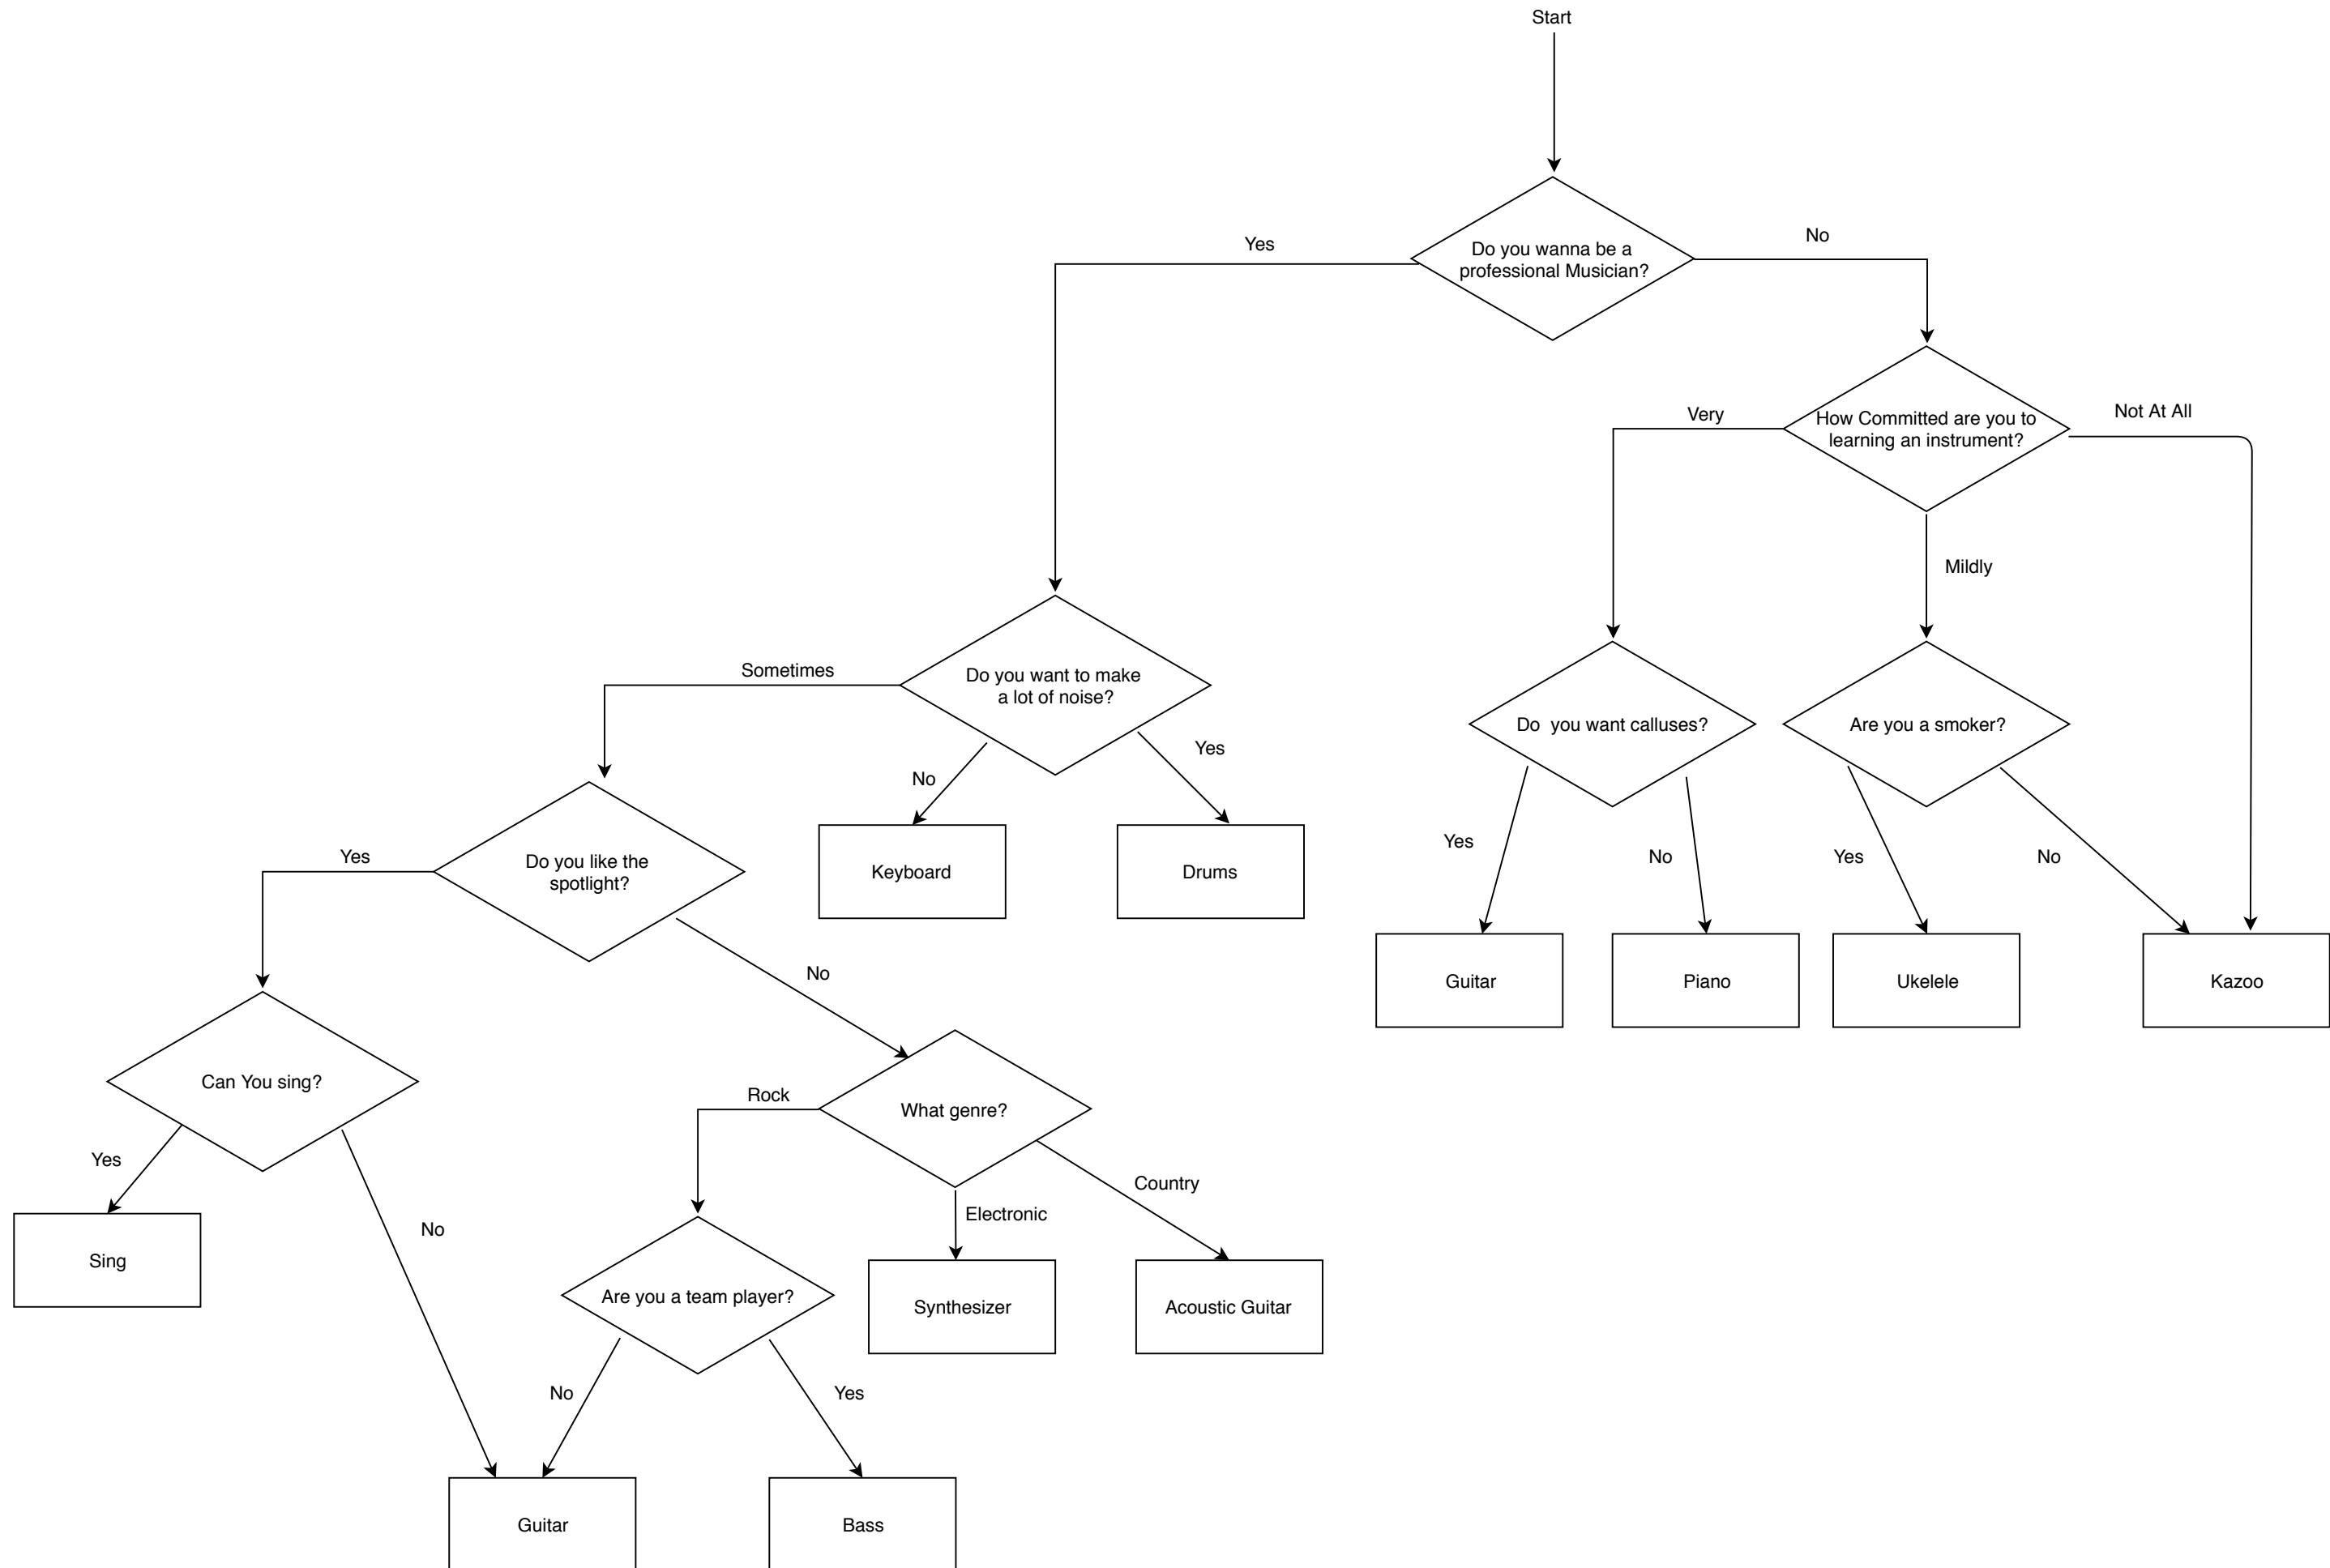 Start
Do you wanna be a
professional Musician?
Yes
No
How Committed are you to
learning an instrument?
Very
Not At All
Mildly
Do you want to make
a lot of noise?
Sometimes
No
Yes
Do  you want calluses?
Are you a smoker?
Yes
No
Yes
No
Do you like the
spotlight?
Yes
No
Keyboard
Drums
Guitar
Piano
Ukelele
Kazoo
Can You sing?
Yes
No
What genre?
Rock
Electronic
Country
Sing
Are you a team player?
No
Yes
Synthesizer
Acoustic Guitar
Guitar
Bass